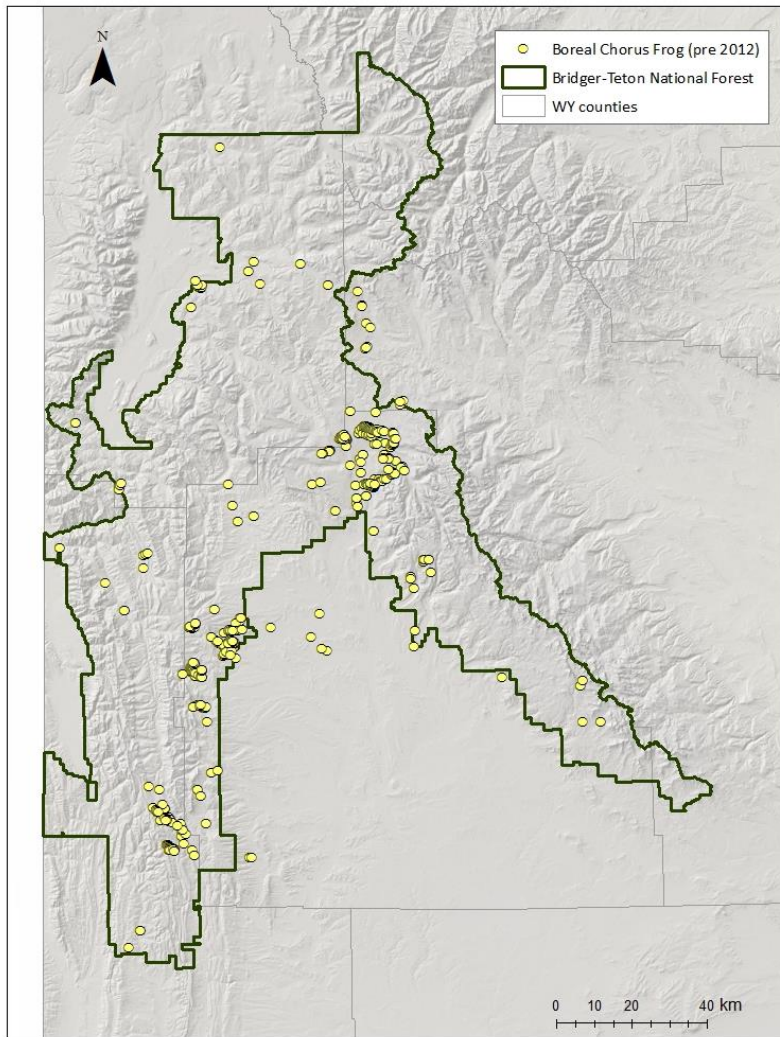 N
Boreal Chorus Frog (pre 2012)
Bridger-Teton National Forest
WY counties
0 10 20 40 km